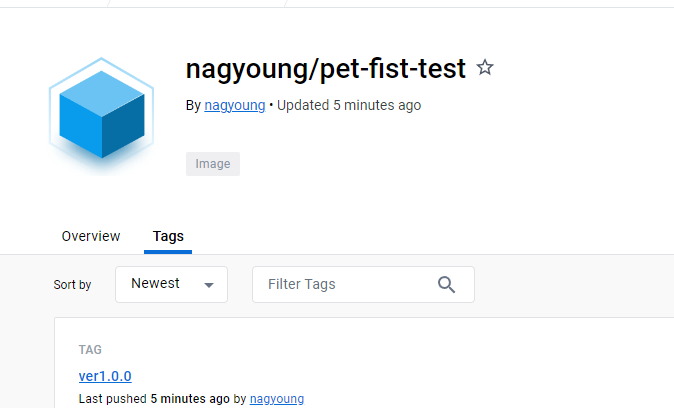 nagyoung/pet-fist-test
By nagyoung • Updated 5 minutes ago
Image
Overview Tags
Sort by Newest Filter Tags
TAG
ver1.0.0
Last pushed 5 minutes ago by nagyoung